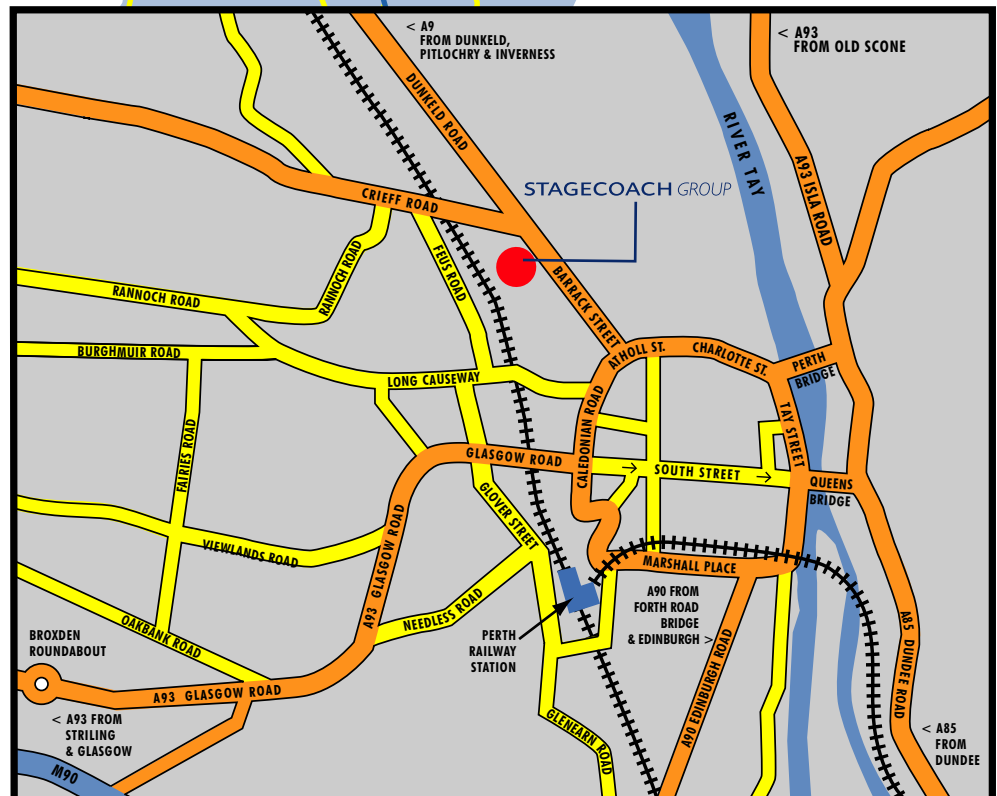 < A9
FROM DUNKELD,
PITLOCHRY & INVERNESS
< A93
FROM OLD SCONE
DUNKELD ROAD
RIVER TAY
A93 ISLA ROAD
STAGECOACH GROUP
CRIEFF ROAD
FEUS ROAD
RANNOCH ROAD
RANNOCH ROAD
BARRACK STREET
BURGHMUIR ROAD
ATHOLL ST.
CHARLOTTE ST.
PERTH
BRIDGE
LONG CAUSEWAY
CALEDONIAN ROAD
TAY STREET
FAIRIES ROAD
GLASGOW ROAD
→ SOUTH STREET →
QUEENS
BRIDGE
GLOVER STREET
A93 GLASGOW ROAD
VIEWLANDS ROAD
MARSHALL PLACE
NEEDLESS ROAD
A90 FROM
FORTH ROAD
BRIDGE
& EDINBURGH >
OAKBANK ROAD
PERTH
RAILWAY
STATION
BROXDEN
ROUNDABOUT
A93 GLASGOW ROAD
A90 EDINBURGH ROAD
A85 DUNDEE ROAD
< A93 FROM
STRILING
& GLASGOW
GLENEARN ROAD
< A85
FROM
DUNDEE
M90